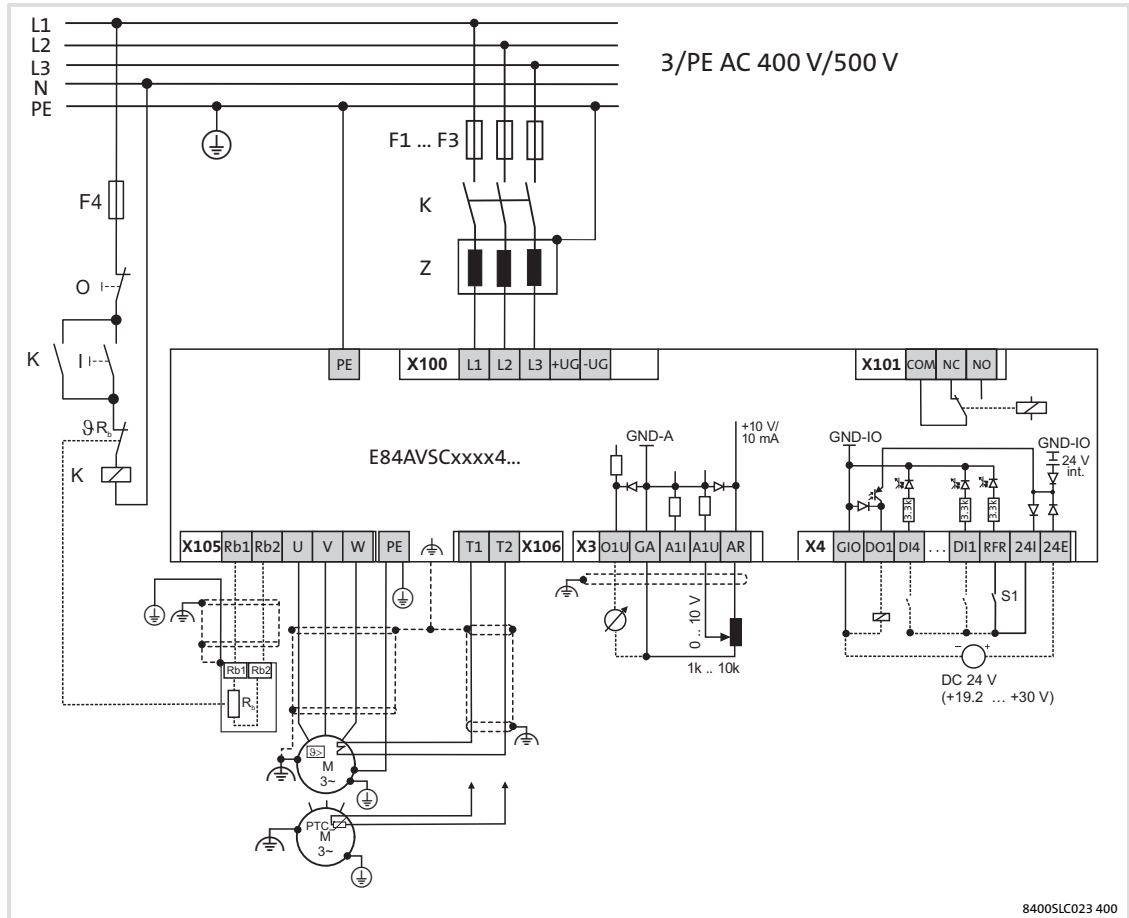 L1
L2
L3
N
PE
3/PE AC 400 V/500 V
F1 ... F3
F4
K
O
Z
K
I
PE
X100 L1 L2 L3 +UG -UG
X101 COM NC NO
ϑRb
K
E84AVSCxxxx4...
GND-A
+10 V/
10 mA
GND-IO
GND-IO
24 V
int.
3.3k
3.3k
3.3k
X105 Rb1 Rb2 U V W PE
T1 T2 X106
X3 O1U GA A1I A1U AR
X4 GIO DO1 DI4 ... DI1 RFR 24I 24E
S1
0 .. 10 V
1k .. 10k
– +
DC 24 V
(+19.2 ... +30 V)
Rb1 Rb2
Rb
ϑ>
M
3~
PTC
M
3~
8400SLC023 400